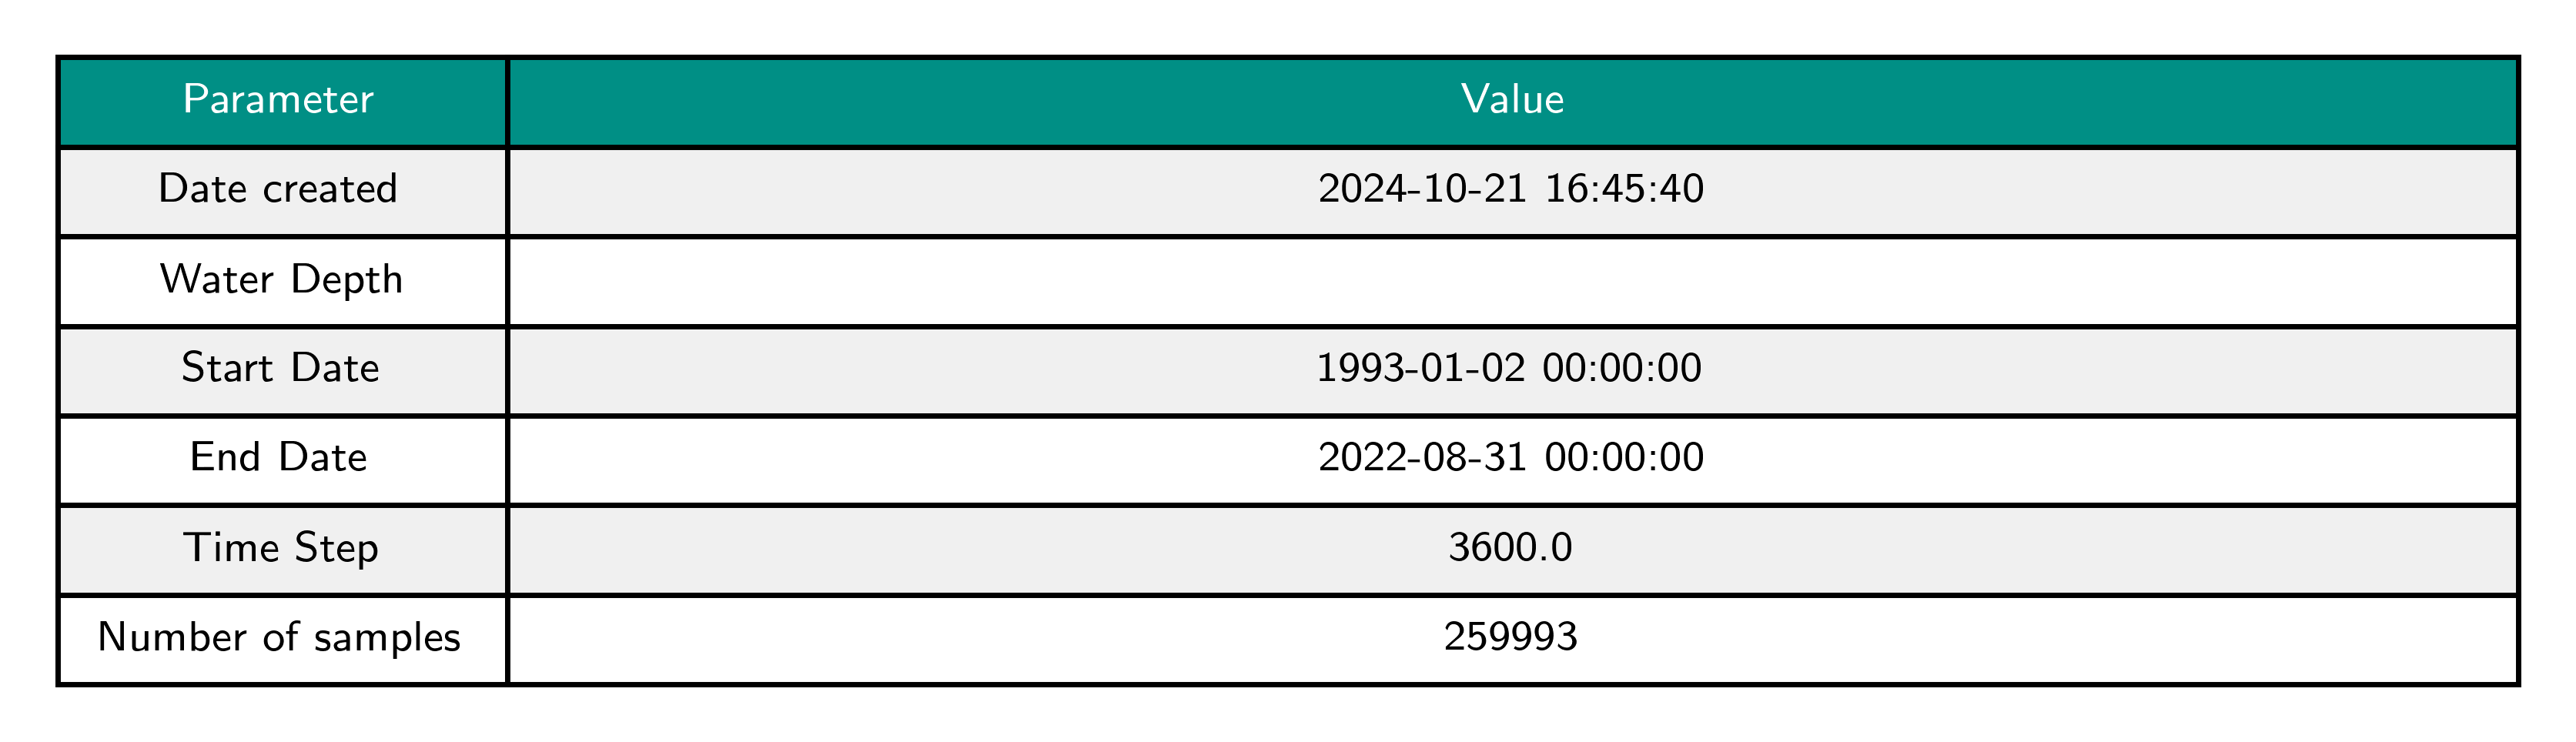 Parameter Value
Date created 2024-10-21 16:45:40
Water Depth
Start Date 1993-01-02 00:00:00
End Date 2022-08-31 00:00:00
Time Step 3600.0
Number of samples 259993